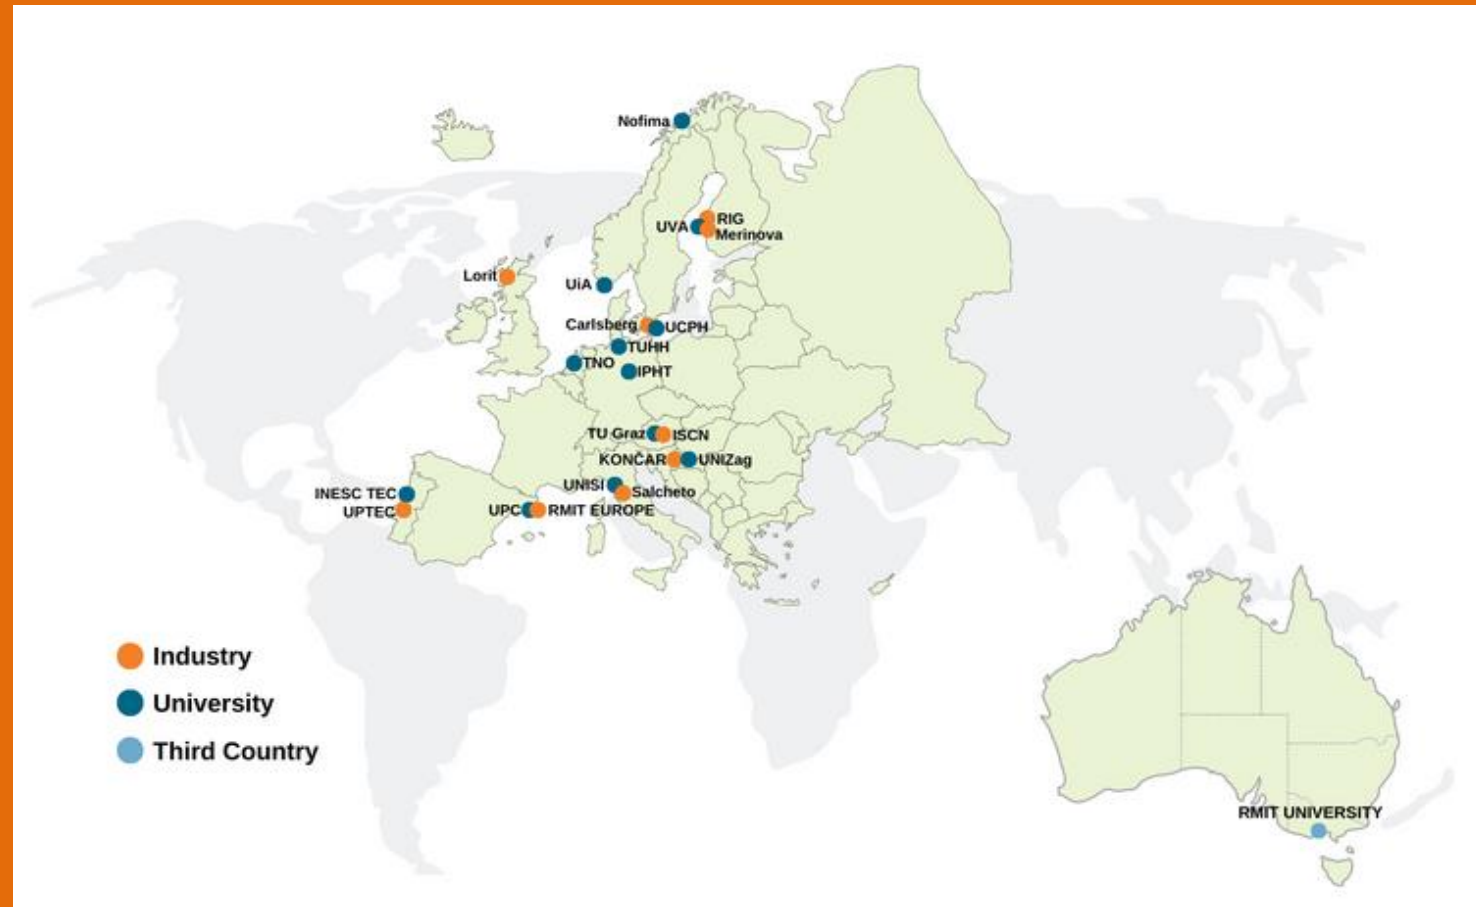 Nofima
RIG
UVA
Merinova
Lorit
UiA
Carlsberg
UCPH
TUHH
TNO
IPHT
TU Graz
ISCN
KONČAR
UNIZag
UNISI
Salcheto
INESC TEC
UPTEC
UPC
RMIT EUROPE
Industry
University
Third Country
RMIT UNIVERSITY